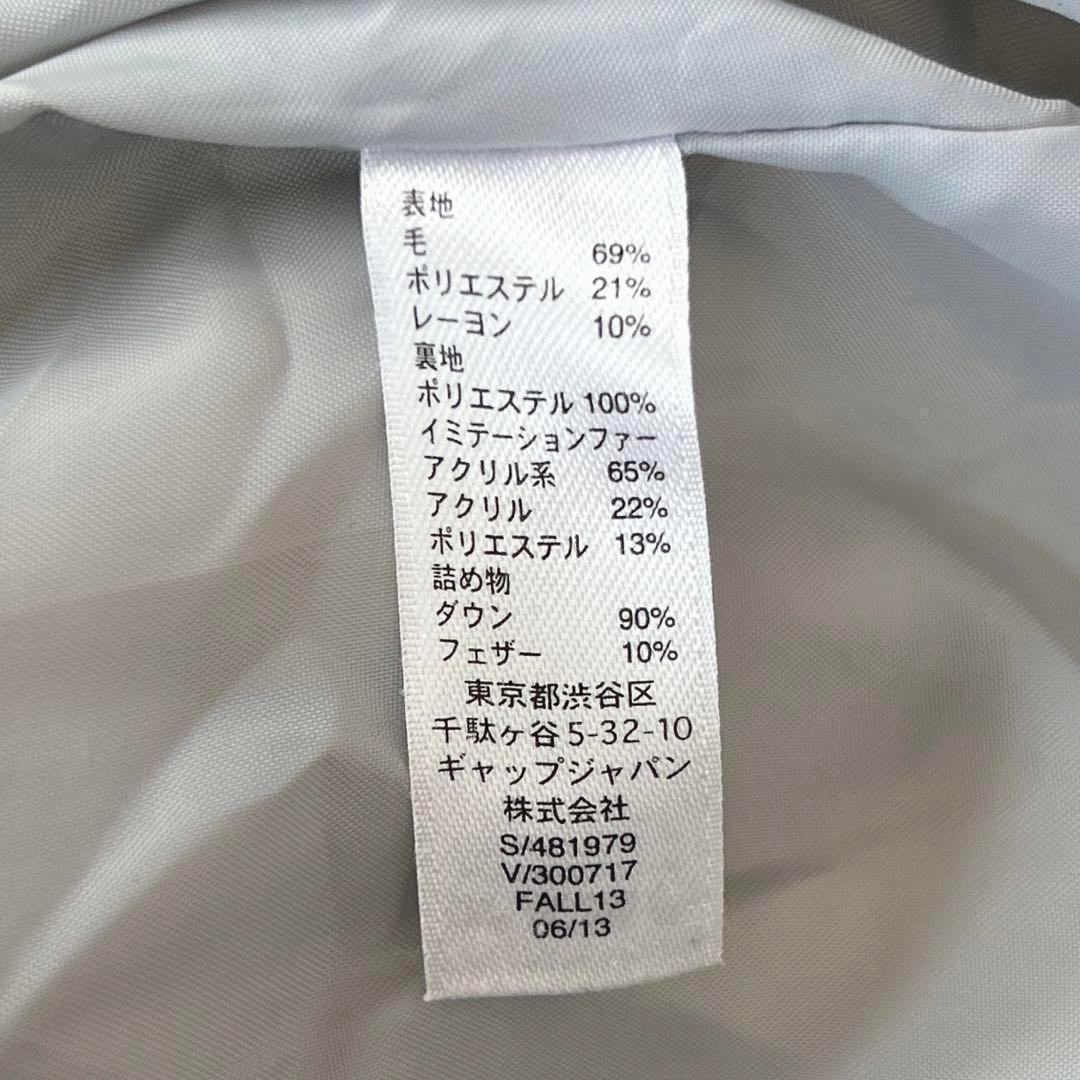 表地
毛 69%
ポリエステル 21%
レーヨン 10%
裏地
ポリエステル 100%
イミテーションファー
アクリル系 65%
アクリル 22%
ポリエステル 13%
詰め物
ダウン 90%
フェザー 10%
東京都渋谷区
千駄ヶ谷 5-32-10
ギャップジャパン
株式会社
S/481979
V/300717
FALL13
06/13